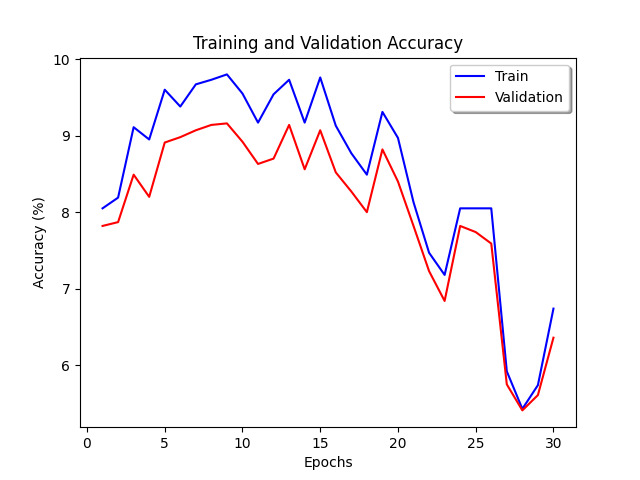 Training and Validation Accuracy
Train
Validation
Accuracy (%)
10
9
8
7
6
0 5 10 15 20 25 30
Epochs